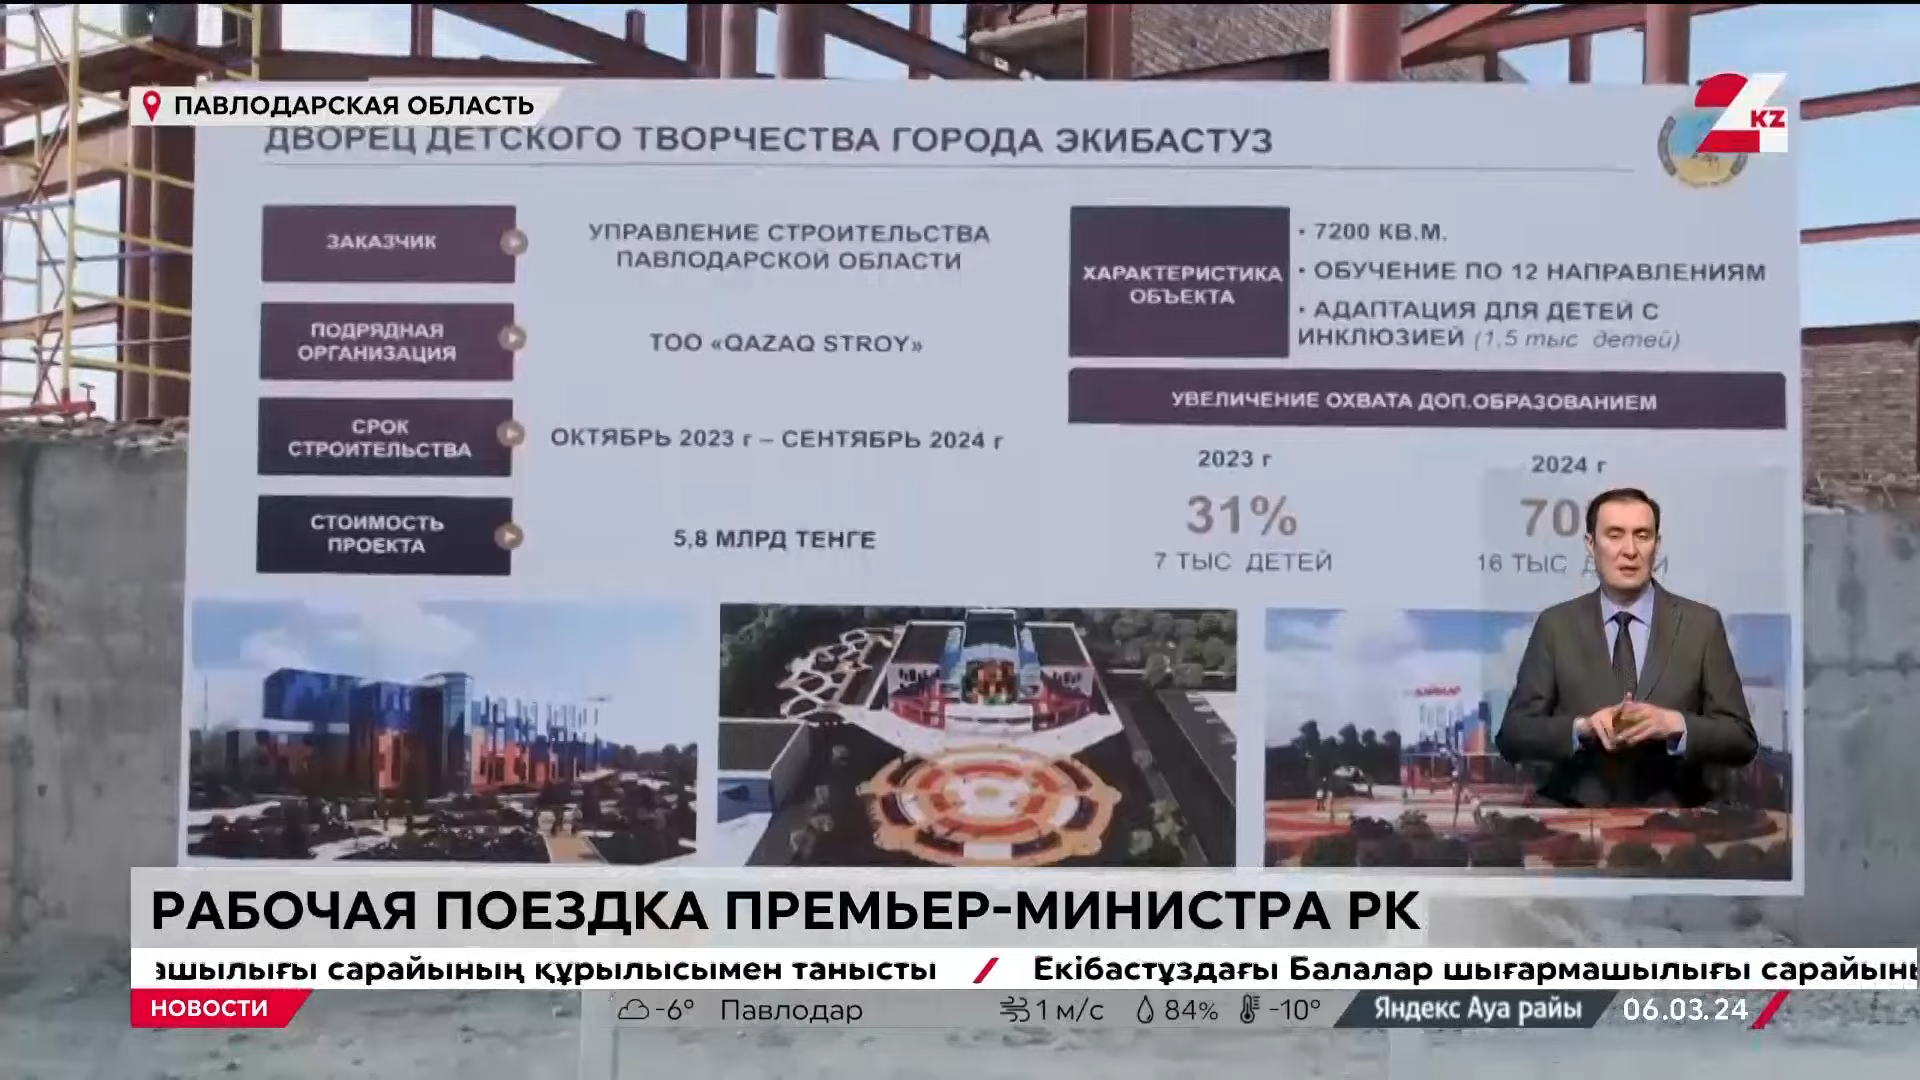 ПАВЛОДАРСКАЯ ОБЛАСТЬ
ДВОРЕЦ ДЕТСКОГО ТВОРЧЕСТВА ГОРОДА ЭКИБАСТУЗ
KZ
ЗАКАЗЧИК
УПРАВЛЕНИЕ СТРОИТЕЛЬСТВА
ПАВЛОДАРСКОЙ ОБЛАСТИ
ПОДРЯДНАЯ
ОРГАНИЗАЦИЯ
ТОО «QAZAQ STROY»
СРОК
СТРОИТЕЛЬСТВА
ОКТЯБРЬ 2023 г – СЕНТЯБРЬ 2024 г
СТОИМОСТЬ
ПРОЕКТА
5,8 МЛРД ТЕНГЕ
ХАРАКТЕРИСТИКА
ОБЪЕКТА
• 7200 КВ.М.
• ОБУЧЕНИЕ ПО 12 НАПРАВЛЕНИЯМ
• АДАПТАЦИЯ ДЛЯ ДЕТЕЙ С
ИНКЛЮЗИЕЙ (1,5 тыс детей)
УВЕЛИЧЕНИЕ ОХВАТА ДОП.ОБРАЗОВАНИЕМ
2023 г
31%
7 ТЫС ДЕТЕЙ
2024 г
70
16 ТЫС
РАБОЧАЯ ПОЕЗДКА ПРЕМЬЕР-МИНИСТРА РК
ашылығы сарайының құрылысымен танысты / Екібастұздағы Балалар шығармашылығы сарайын
НОВОСТИ
-6° Павлодар 1 м/с 84% -10° Яндекс Ауа райы 06.03.24